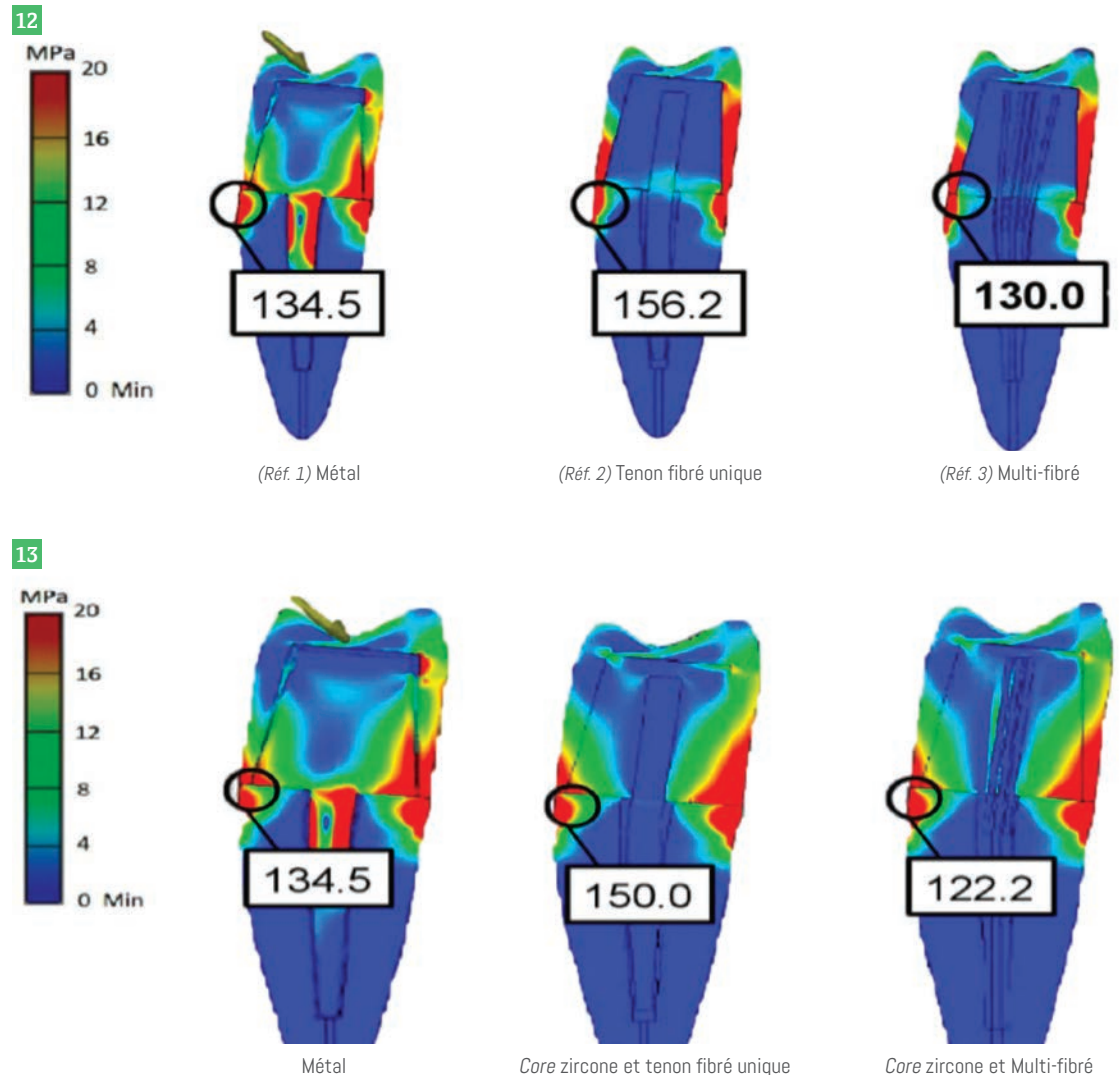 12
MPa
20
16
12
8
4
0 Min
134.5
156.2
130.0
(Réf. 1) Métal
(Réf. 2) Tenon fibré unique
(Réf. 3) Multi-fibré
13
MPa
20
16
12
8
4
0 Min
134.5
150.0
122.2
Métal
Core zircone et tenon fibré unique
Core zircone et Multi-fibré